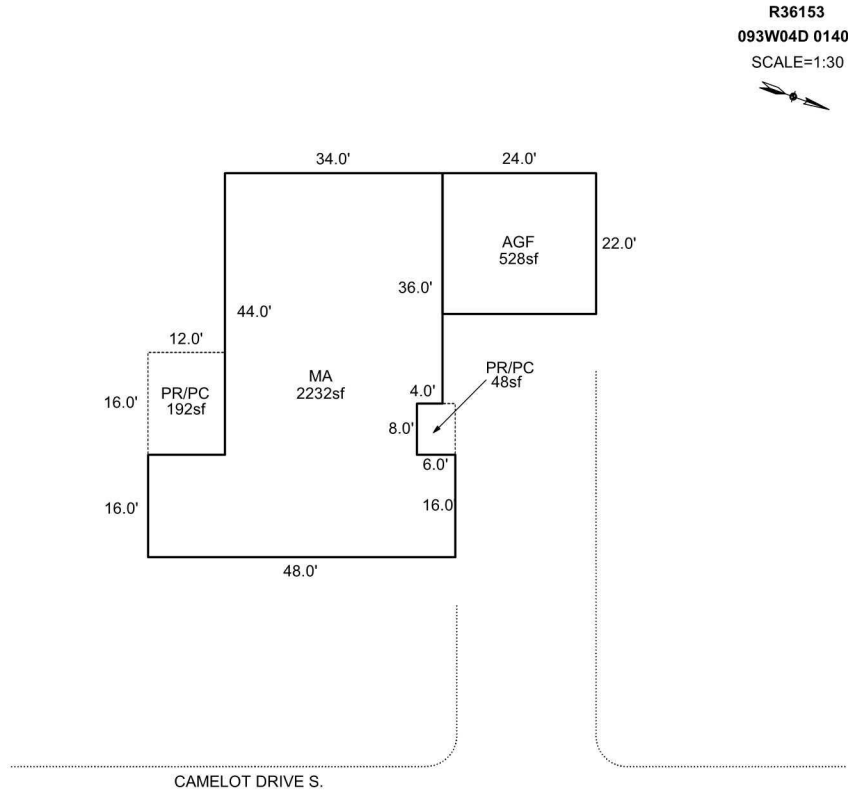 R36153
093W04D 0140
SCALE=1:30
34.0'
24.0'
AGF
528sf
22.0'
36.0'
44.0'
12.0'
PR/PC
48sf
MA
2232sf
4.0'
PR/PC
192sf
16.0'
8.0'
6.0'
16.0'
16.0
48.0'
CAMELOT DRIVE S.